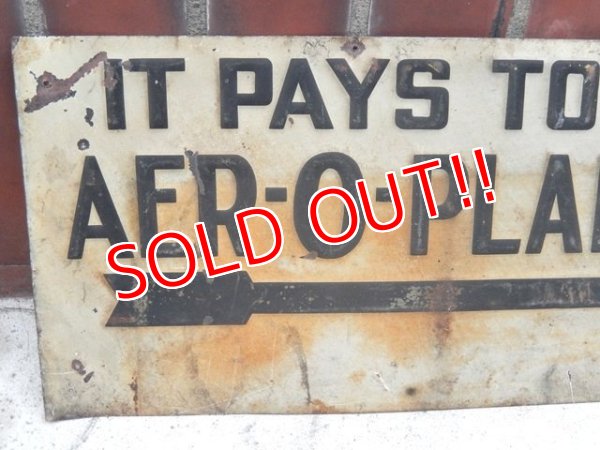 IT PAYS TO
AER-O-PLA
SOLD OUT!!